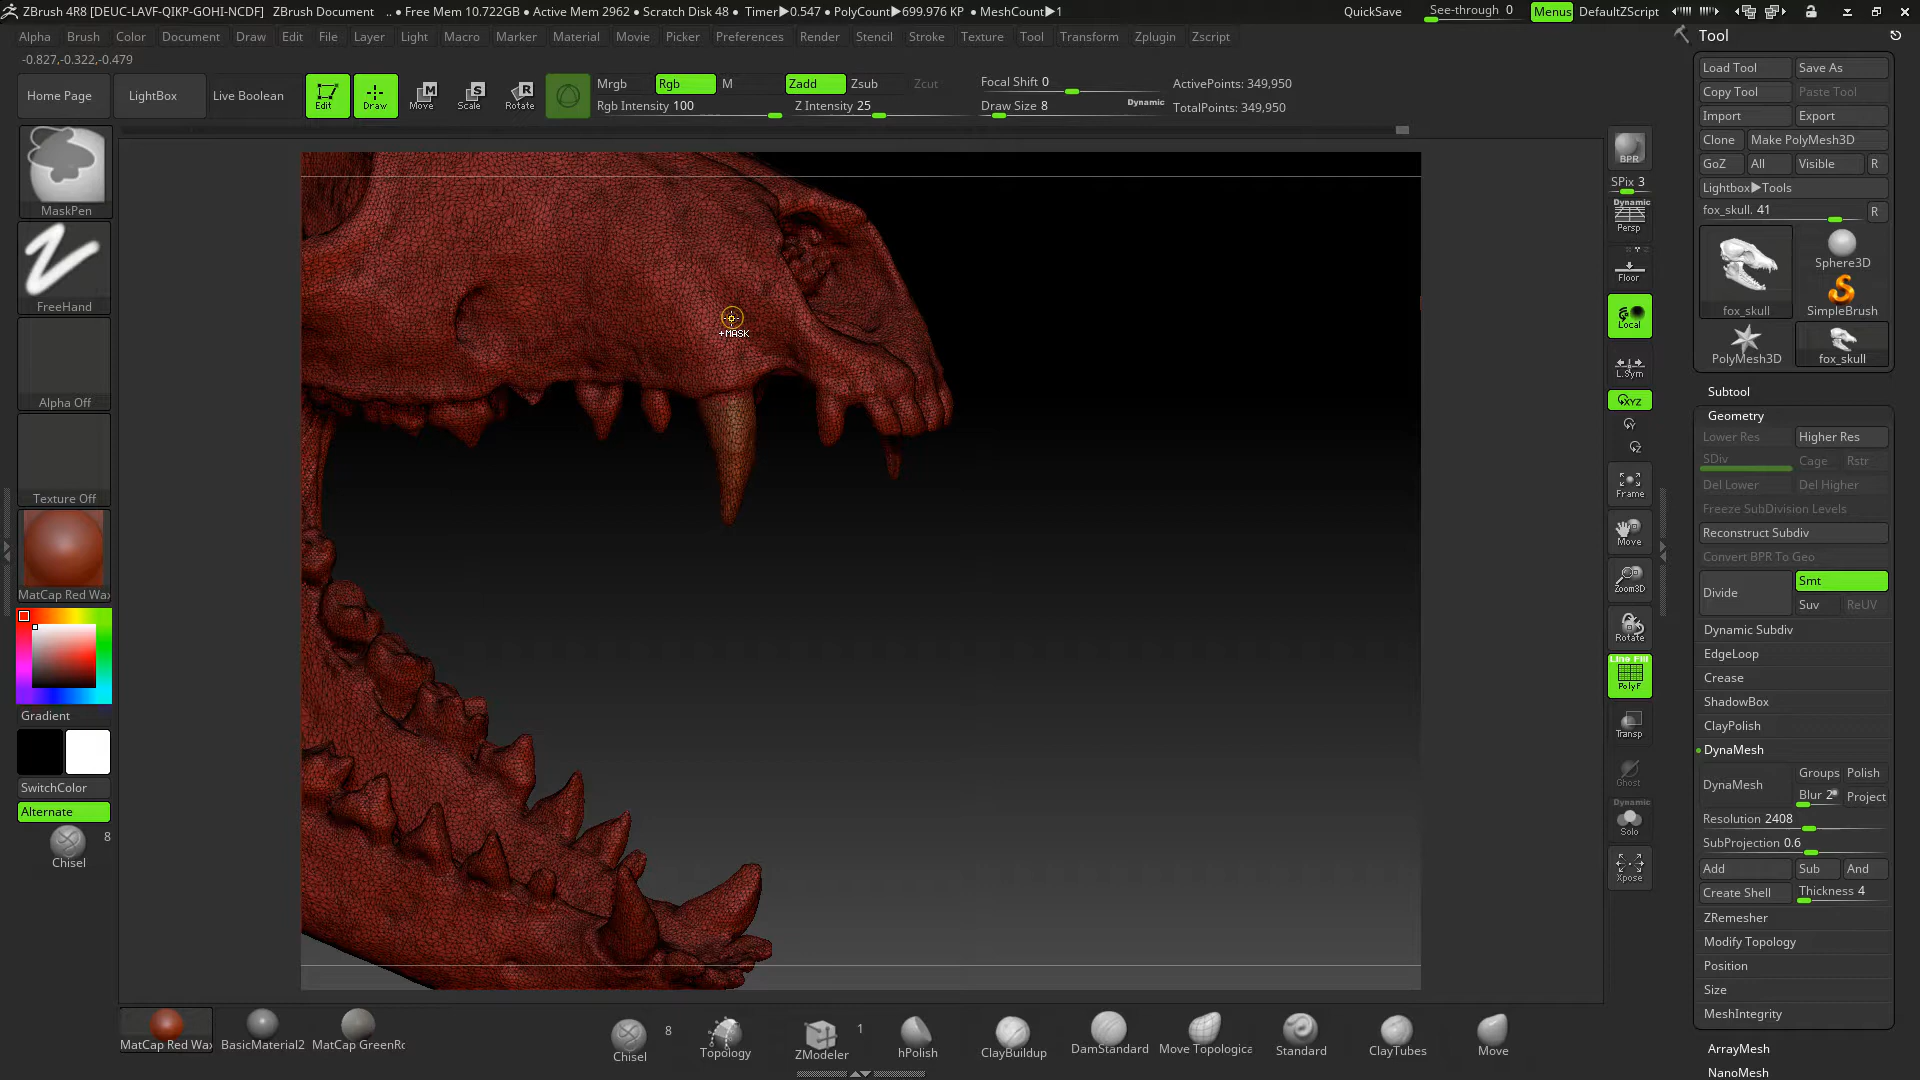 ZBrush 4R8 [DEUC-LAVF-QIKP-GOHI-NCDF] ZBrush Document .. • Free Mem 10.722GB • Active Mem 2962 • Scratch Disk 48 • Timer▶0.547 • PolyCount▶699.976 KP • MeshCount▶1 QuickSave See-through 0 Menus DefaultZScript
Alpha Brush Color Document Draw Edit File Layer Light Macro Marker Material Movie Picker Preferences Render Stencil Stroke Texture Tool Transform Zplugin Zscript
-0.827,-0.322,-0.479
Home Page LightBox Live Boolean Edit Draw Move Scale Rotate
Mrgb Rgb M Zadd Zsub Zcut Focal Shift 0 ActivePoints: 349,950
Rgb Intensity 100 Z Intensity 25 Draw Size 8 Dynamic TotalPoints: 349,950
MaskPen
FreeHand
Alpha Off
Texture Off
MatCap Red Wax
Gradient
SwitchColor
Alternate
8
Chisel
+MASK
BPR
SPix 3
Dynamic
Persp
Floor
Local
L.Sym
XYZ
Y
Z
Frame
Move
Zoom3D
Rotate
Line Fill
PolyF
Transp
Ghost
Dynamic
Solo
Xpose
Tool
Load Tool Save As
Copy Tool Paste Tool
Import Export
Clone Make PolyMesh3D
GoZ All Visible R
Lightbox▶Tools
fox_skull. 41 R
fox_skull Sphere3D
SimpleBrush
PolyMesh3D fox_skull
Subtool
Geometry
Lower Res Higher Res
SDiv Cage Rstr
Del Lower Del Higher
Freeze SubDivision Levels
Reconstruct Subdiv
Convert BPR To Geo
Divide Smt
Suv ReUV
Dynamic Subdiv
EdgeLoop
Crease
ShadowBox
ClayPolish
DynaMesh
DynaMesh Groups Polish
Blur 2 Project
Resolution 2408
SubProjection 0.6
Add Sub And
Create Shell Thickness 4
ZRemesher
Modify Topology
Position
Size
MeshIntegrity
ArrayMesh
NanoMesh
MatCap Red Wax BasicMaterial2 MatCap GreenRo
Chisel 8 Topology ZModeler 1 hPolish ClayBuildup DamStandard Move Topologica Standard ClayTubes Move